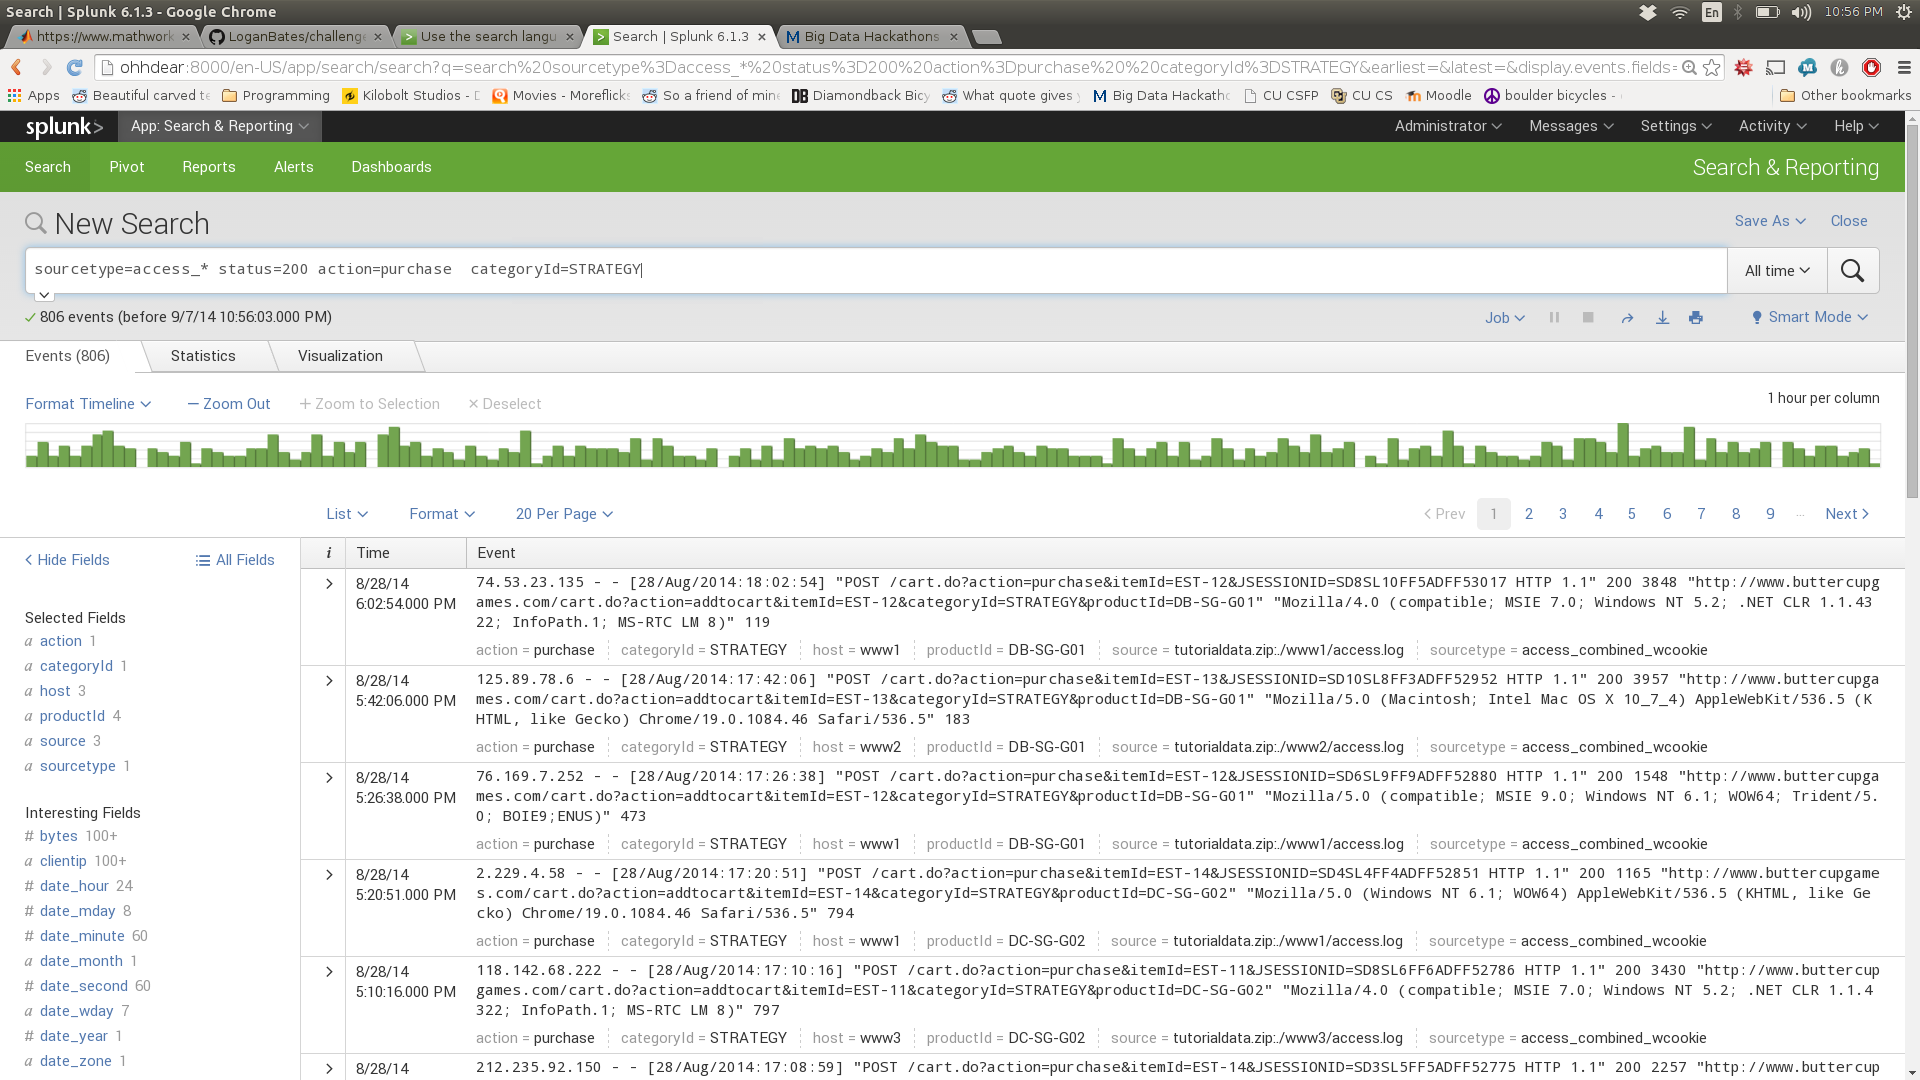 Search | Splunk 6.1.3 - Google Chrome En 10:56 PM
https://www.mathwork LoganBates/challenge Use the search langu Search | Splunk 6.1.3 Big Data Hackathons
ohhdear:8000/en-US/app/search/search?q=search%20sourcetype%3Daccess_*%20status%3D200%20action%3Dpurchase%20%20categoryId%3DSTRATEGY&earliest=&latest=&display.events.fields=
Apps Beautiful carved te Programming Kilobolt Studios - D Movies - Moreflicks So a friend of mine Diamondback Bicy What quote gives y Big Data Hackatho CU CSFP CU CS Moodle boulder bicycles - Other bookmarks
splunk> App: Search & Reporting Administrator Messages Settings Activity Help
Search Pivot Reports Alerts Dashboards Search & Reporting
New Search Save As Close
sourcetype=access_* status=200 action=purchase  categoryId=STRATEGY All time
806 events (before 9/7/14 10:56:03.000 PM) Job Smart Mode
Events (806) Statistics Visualization
Format Timeline — Zoom Out + Zoom to Selection × Deselect 1 hour per column
List Format 20 Per Page < Prev 1 2 3 4 5 6 7 8 9 ... Next >
< Hide Fields All Fields i Time Event
Selected Fields
a action 1
a categoryId 1
a host 3
a productId 4
a source 3
a sourcetype 1
Interesting Fields
# bytes 100+
a clientip 100+
# date_hour 24
# date_mday 8
# date_minute 60
a date_month 1
# date_second 60
a date_wday 7
# date_year 1
a date_zone 1
> 8/28/14
6:02:54.000 PM
74.53.23.135 - - [28/Aug/2014:18:02:54] "POST /cart.do?action=purchase&itemId=EST-12&JSESSIONID=SD8SL10FF5ADFF53017 HTTP 1.1" 200 3848 "http://www.buttercupg
ames.com/cart.do?action=addtocart&itemId=EST-12&categoryId=STRATEGY&productId=DB-SG-G01" "Mozilla/4.0 (compatible; MSIE 7.0; Windows NT 5.2; .NET CLR 1.1.43
22; InfoPath.1; MS-RTC LM 8)" 119
action = purchase categoryId = STRATEGY host = www1 productId = DB-SG-G01 source = tutorialdata.zip:./www1/access.log sourcetype = access_combined_wcookie
> 8/28/14
5:42:06.000 PM
125.89.78.6 - - [28/Aug/2014:17:42:06] "POST /cart.do?action=purchase&itemId=EST-13&JSESSIONID=SD10SL8FF3ADFF52952 HTTP 1.1" 200 3957 "http://www.buttercupga
mes.com/cart.do?action=addtocart&itemId=EST-13&categoryId=STRATEGY&productId=DB-SG-G01" "Mozilla/5.0 (Macintosh; Intel Mac OS X 10_7_4) AppleWebKit/536.5 (K
HTML, like Gecko) Chrome/19.0.1084.46 Safari/536.5" 183
action = purchase categoryId = STRATEGY host = www2 productId = DB-SG-G01 source = tutorialdata.zip:./www2/access.log sourcetype = access_combined_wcookie
> 8/28/14
5:26:38.000 PM
76.169.7.252 - - [28/Aug/2014:17:26:38] "POST /cart.do?action=purchase&itemId=EST-12&JSESSIONID=SD6SL9FF9ADFF52880 HTTP 1.1" 200 1548 "http://www.buttercupga
mes.com/cart.do?action=addtocart&itemId=EST-12&categoryId=STRATEGY&productId=DB-SG-G01" "Mozilla/5.0 (compatible; MSIE 9.0; Windows NT 6.1; WOW64; Trident/5.
0; BOIE9;ENUS)" 473
action = purchase categoryId = STRATEGY host = www1 productId = DB-SG-G01 source = tutorialdata.zip:./www1/access.log sourcetype = access_combined_wcookie
> 8/28/14
5:20:51.000 PM
2.229.4.58 - - [28/Aug/2014:17:20:51] "POST /cart.do?action=purchase&itemId=EST-14&JSESSIONID=SD4SL4FF4ADFF52851 HTTP 1.1" 200 1165 "http://www.buttercupgame
s.com/cart.do?action=addtocart&itemId=EST-14&categoryId=STRATEGY&productId=DC-SG-G02" "Mozilla/5.0 (Windows NT 6.1; WOW64) AppleWebKit/536.5 (KHTML, like Ge
cko) Chrome/19.0.1084.46 Safari/536.5" 794
action = purchase categoryId = STRATEGY host = www1 productId = DC-SG-G02 source = tutorialdata.zip:./www1/access.log sourcetype = access_combined_wcookie
> 8/28/14
5:10:16.000 PM
118.142.68.222 - - [28/Aug/2014:17:10:16] "POST /cart.do?action=purchase&itemId=EST-11&JSESSIONID=SD8SL6FF6ADFF52786 HTTP 1.1" 200 3430 "http://www.buttercup
games.com/cart.do?action=addtocart&itemId=EST-11&categoryId=STRATEGY&productId=DC-SG-G02" "Mozilla/4.0 (compatible; MSIE 7.0; Windows NT 5.2; .NET CLR 1.1.4
322; InfoPath.1; MS-RTC LM 8)" 797
action = purchase categoryId = STRATEGY host = www3 productId = DC-SG-G02 source = tutorialdata.zip:./www3/access.log sourcetype = access_combined_wcookie
> 8/28/14
212.235.92.150 - - [28/Aug/2014:17:08:59] "POST /cart.do?action=purchase&itemId=EST-14&JSESSIONID=SD3SL5FF5ADFF52775 HTTP 1.1" 200 2257 "http://www.buttercup